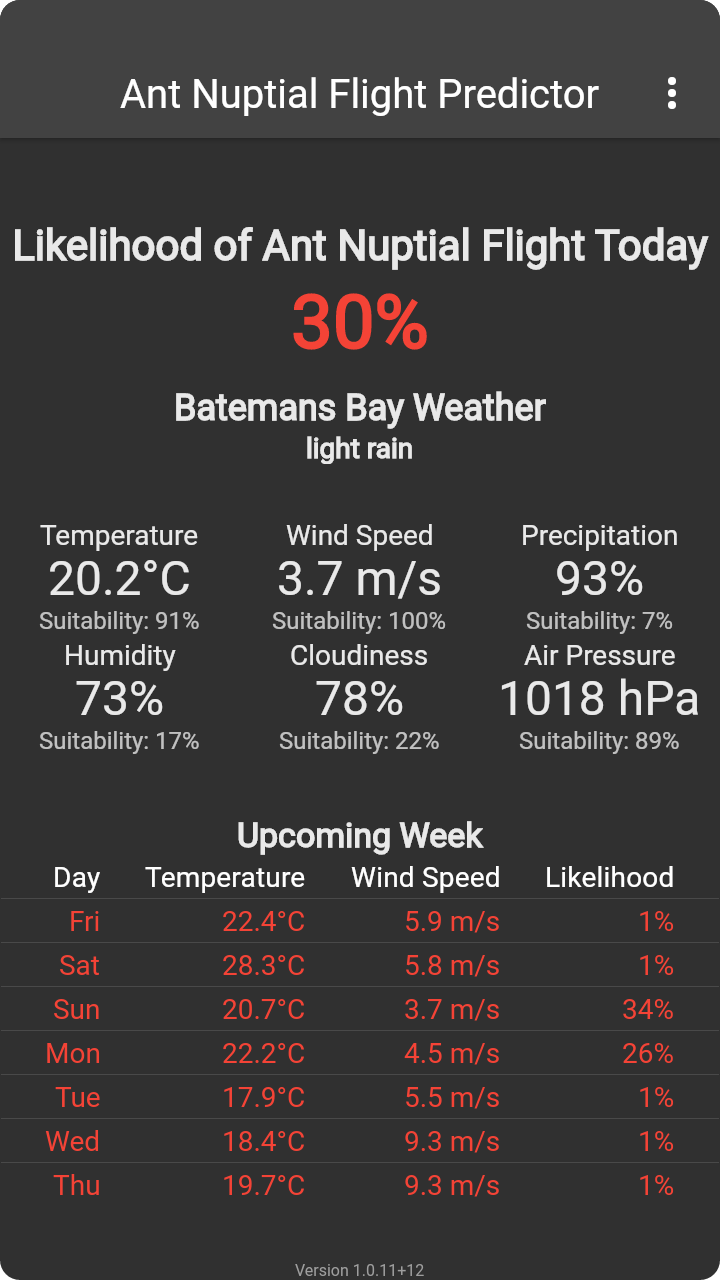 Ant Nuptial Flight Predictor
Likelihood of Ant Nuptial Flight Today
30%
Batemans Bay Weather
light rain
Temperature Wind Speed Precipitation
20.2°C 3.7 m/s 93%
Suitability: 91% Suitability: 100% Suitability: 7%
Humidity Cloudiness Air Pressure
73% 78% 1018 hPa
Suitability: 17% Suitability: 22% Suitability: 89%
Upcoming Week
Day Temperature Wind Speed Likelihood
Fri 22.4°C 5.9 m/s 1%
Sat 28.3°C 5.8 m/s 1%
Sun 20.7°C 3.7 m/s 34%
Mon 22.2°C 4.5 m/s 26%
Tue 17.9°C 5.5 m/s 1%
Wed 18.4°C 9.3 m/s 1%
Thu 19.7°C 9.3 m/s 1%
Version 1.0.11+12